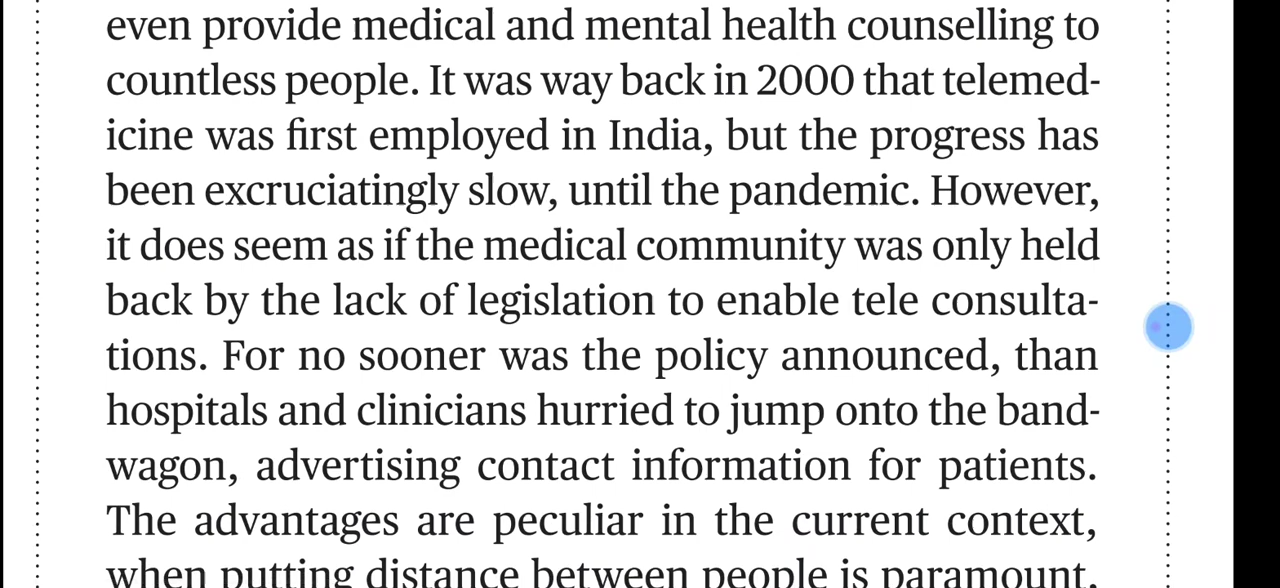 even provide medical and mental health counselling to
countless people. It was way back in 2000 that telemed-
icine was first employed in India, but the progress has
been excruciatingly slow, until the pandemic. However,
it does seem as if the medical community was only held
back by the lack of legislation to enable tele consulta-
tions. For no sooner was the policy announced, than
hospitals and clinicians hurried to jump onto the band-
wagon, advertising contact information for patients.
The advantages are peculiar in the current context,
when putting distance between people is paramount,